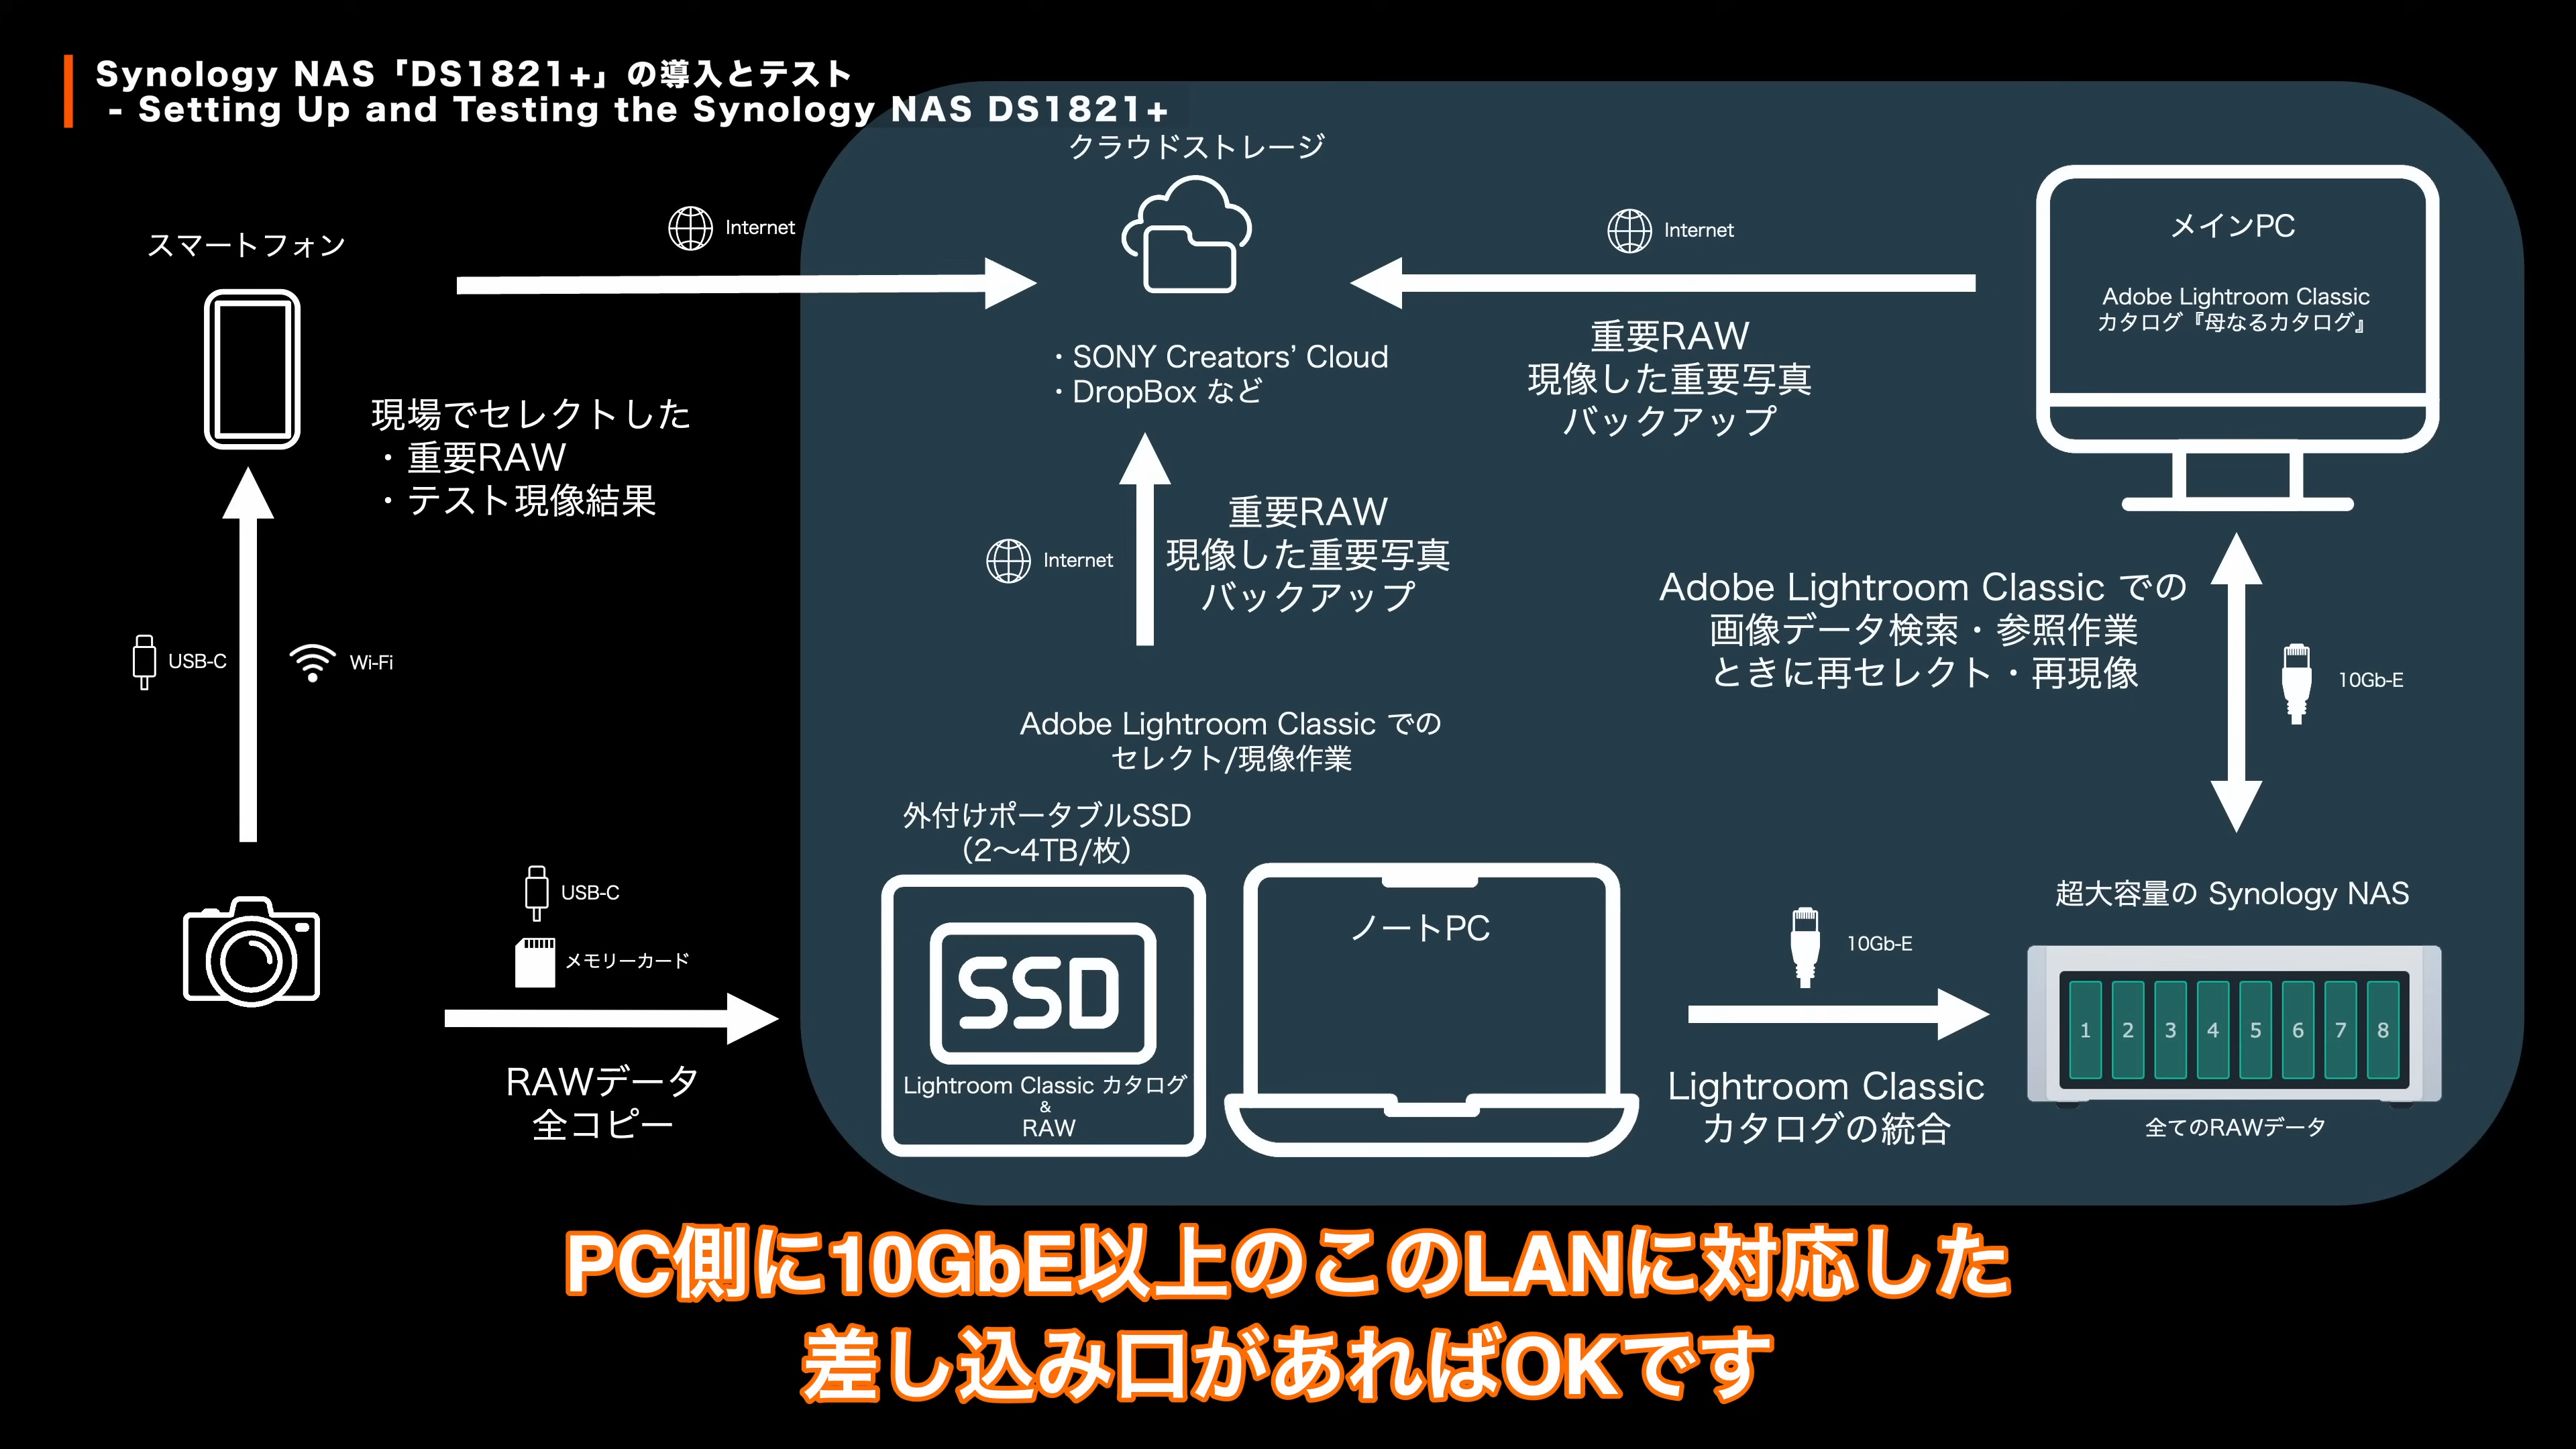 Synology NAS「DS1821+」の導入とテスト
- Setting Up and Testing the Synology NAS DS1821+
クラウドストレージ
Internet
Internet
スマートフォン
メインPC
Adobe Lightroom Classic
カタログ『母なるカタログ』
・SONY Creators’ Cloud
・DropBox など
重要RAW
現像した重要写真
バックアップ
現場でセレクトした
・重要RAW
・テスト現像結果
Internet
重要RAW
現像した重要写真
バックアップ
Adobe Lightroom Classic での
画像データ検索・参照作業
ときに再セレクト・再現像
10Gb-E
USB-C
Wi-Fi
Adobe Lightroom Classic での
セレクト/現像作業
外付けポータブルSSD
（2〜4TB/枚）
USB-C
メモリーカード
RAWデータ
全コピー
SSD
Lightroom Classic カタログ
&
RAW
ノートPC
10Gb-E
Lightroom Classic
カタログの統合
超大容量の Synology NAS
1 2 3 4 5 6 7 8
全てのRAWデータ
PC側に10GbE以上のこのLANに対応した
差し込み口があればOKです